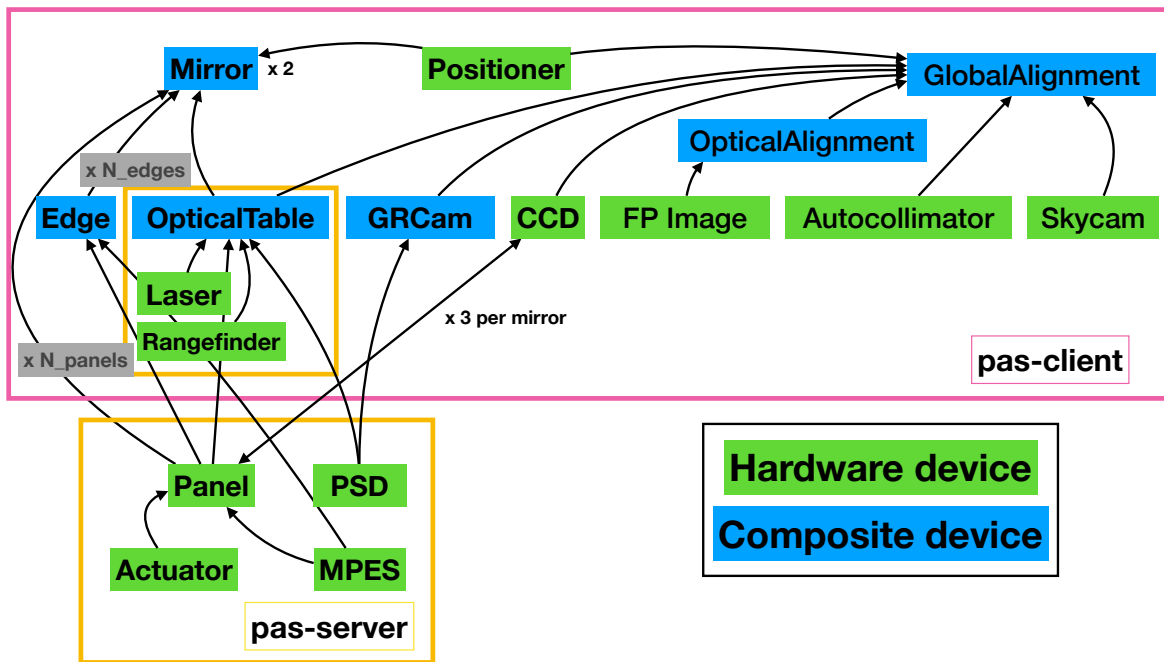 Mirror
x 2
Positioner
GlobalAlignment
OpticalAlignment
x N_edges
Edge
OpticalTable
GRCam
CCD
FP Image
Autocollimator
Skycam
Laser
x 3 per mirror
Rangefinder
x N_panels
pas-client
Panel
PSD
Hardware device
Composite device
Actuator
MPES
pas-server